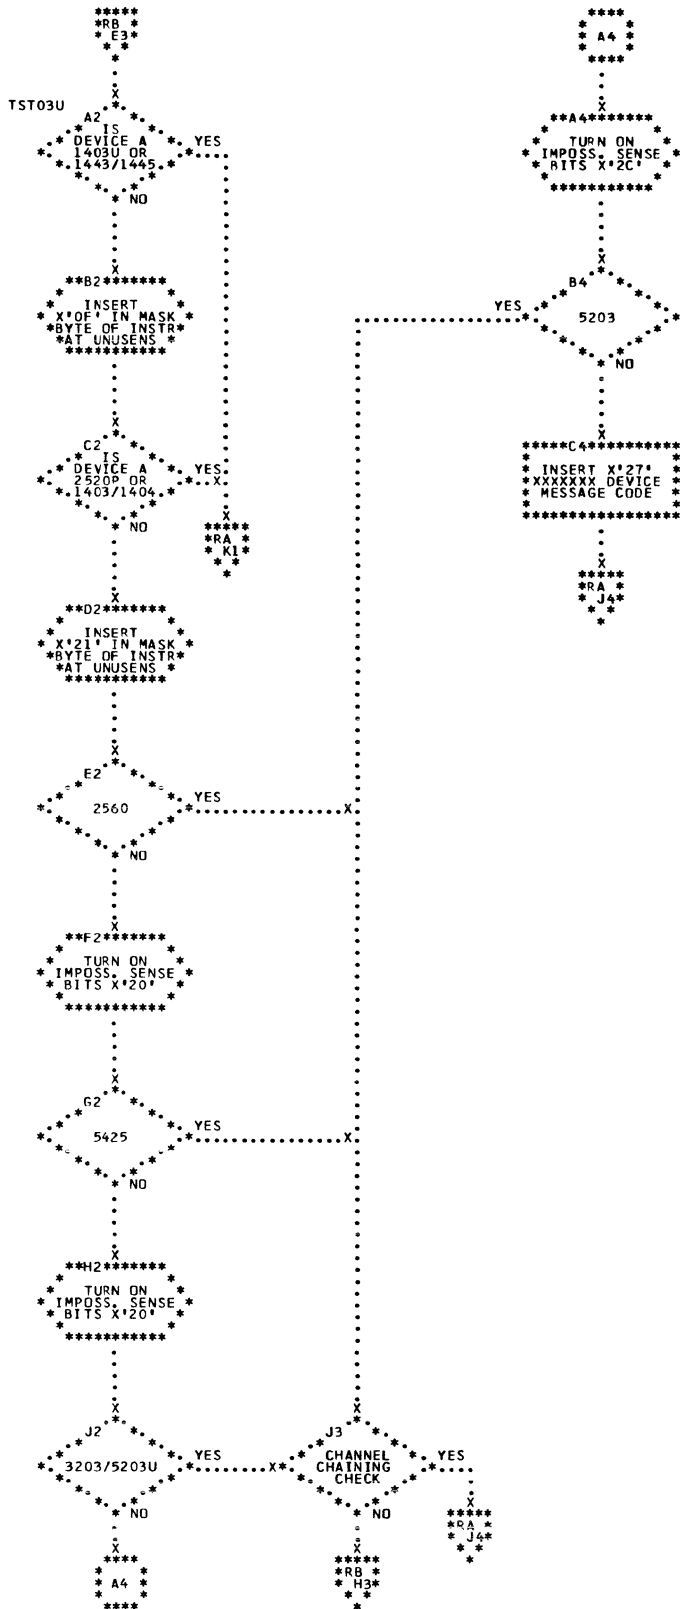 RB
E3
TST03U
A2
IS
DEVICE A
1403U OR
1443/1445
YES
NO
B2
INSERT
X'0F' IN MASK
BYTE OF INSTR
AT UNUSENS
C2
IS
DEVICE A
2520P OR
1403/1404
YES
NO
RA
K1
D2
INSERT
X'21' IN MASK
BYTE OF INSTR
AT UNUSENS
E2
2560
YES
NO
F2
TURN ON
IMPOSS. SENSE
BITS X'20'
G2
5425
YES
NO
H2
TURN ON
IMPOSS. SENSE
BITS X'20'
J2
3203/5203U
YES
NO
A4
J3
CHANNEL
CHAINING
CHECK
YES
NO
RA
J4
RB
H3
A4
A4
TURN ON
IMPOSS. SENSE
BITS X'2C'
B4
5203
YES
NO
C4
INSERT X'27'
XXXXXXX DEVICE
MESSAGE CODE
RA
J4